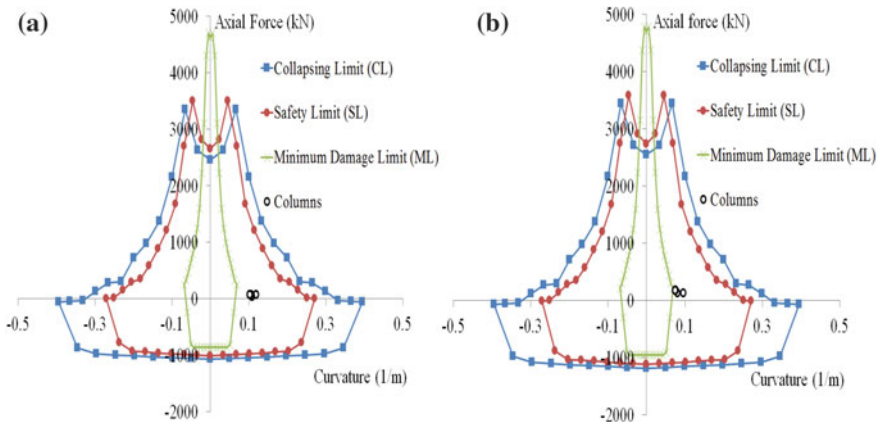 (a)
5000
Axial Force (kN)
4000
Collapsing Limit (CL)
3000
Safety Limit (SL)
Minimum Damage Limit (ML)
2000
Columns
1000
0
-0.5
-0.3
-0.1
0.1
0.3
0.5
-1000
Curvature (1/m)
-2000
(b)
5000
Axial force (kN)
4000
Collapsing Limit (CL)
3000
Safety Limit (SL)
Minimum Damage Limit (ML)
2000
Columns
1000
0
-0.5
-0.3
-0.1
0.1
0.3
0.5
-1000
Curvature (1/m)
-2000